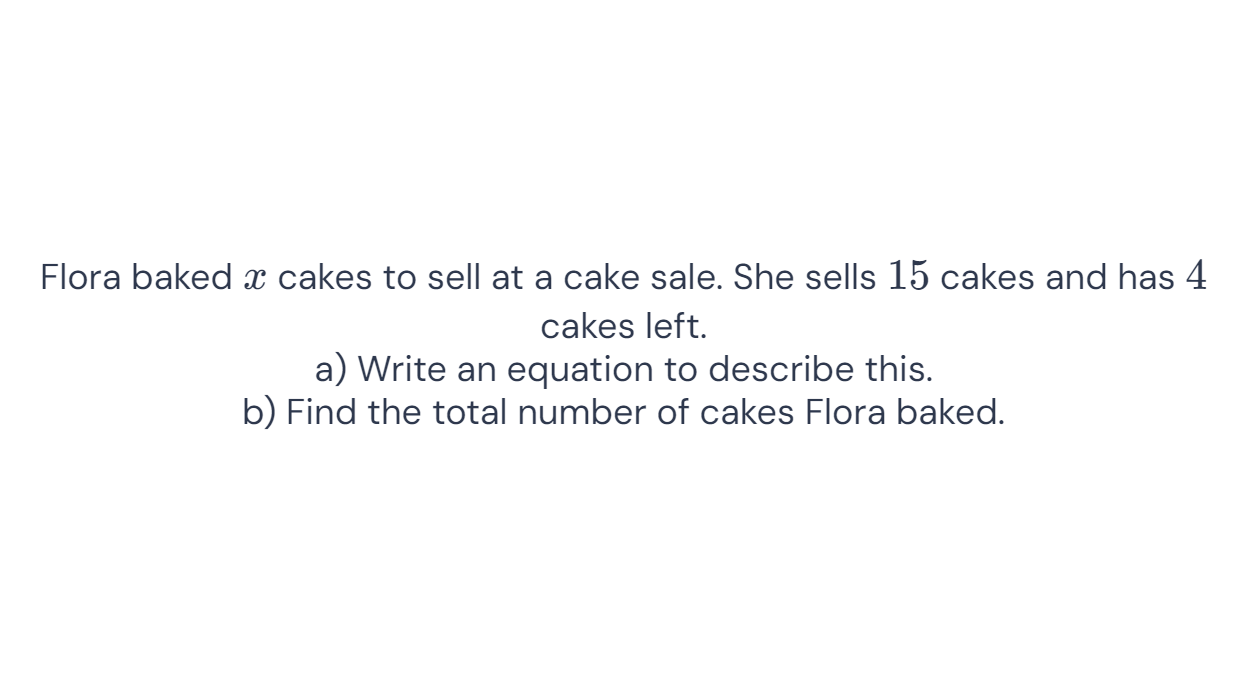 Flora baked x cakes to sell at a cake sale. She sells 15 cakes and has 4
cakes left.
a) Write an equation to describe this.
b) Find the total number of cakes Flora baked.